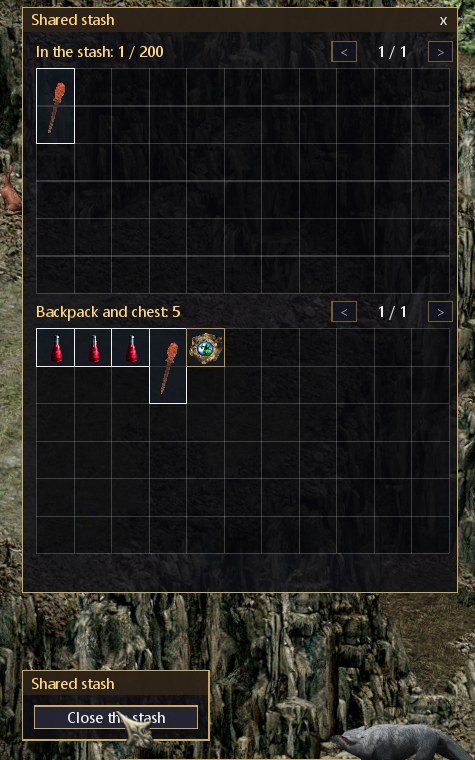 Shared stash
x
In the stash: 1 / 200
< 1 / 1 >
Backpack and chest: 5
< 1 / 1 >
Shared stash
Close the stash